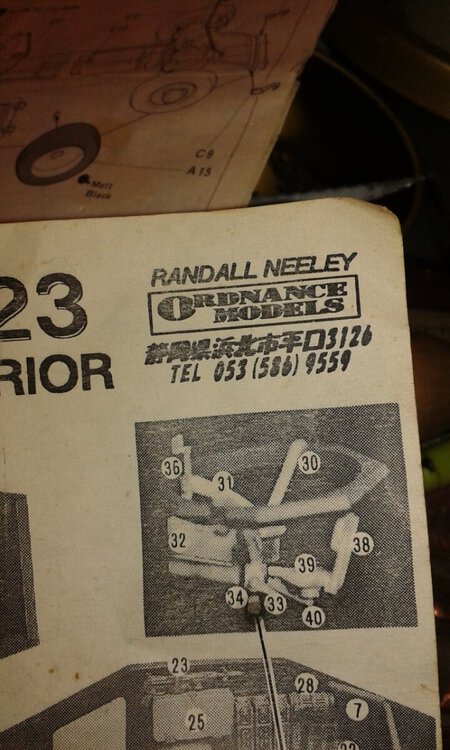 C9
A15
Matt
Black
23
RIOR
RANDALL NEELEY
ORDNANCE
MODELS
静岡県浜北市平口3126
TEL 053 (586) 9559
36
31
30
32
38
39
34
33
40
23
28
25
7